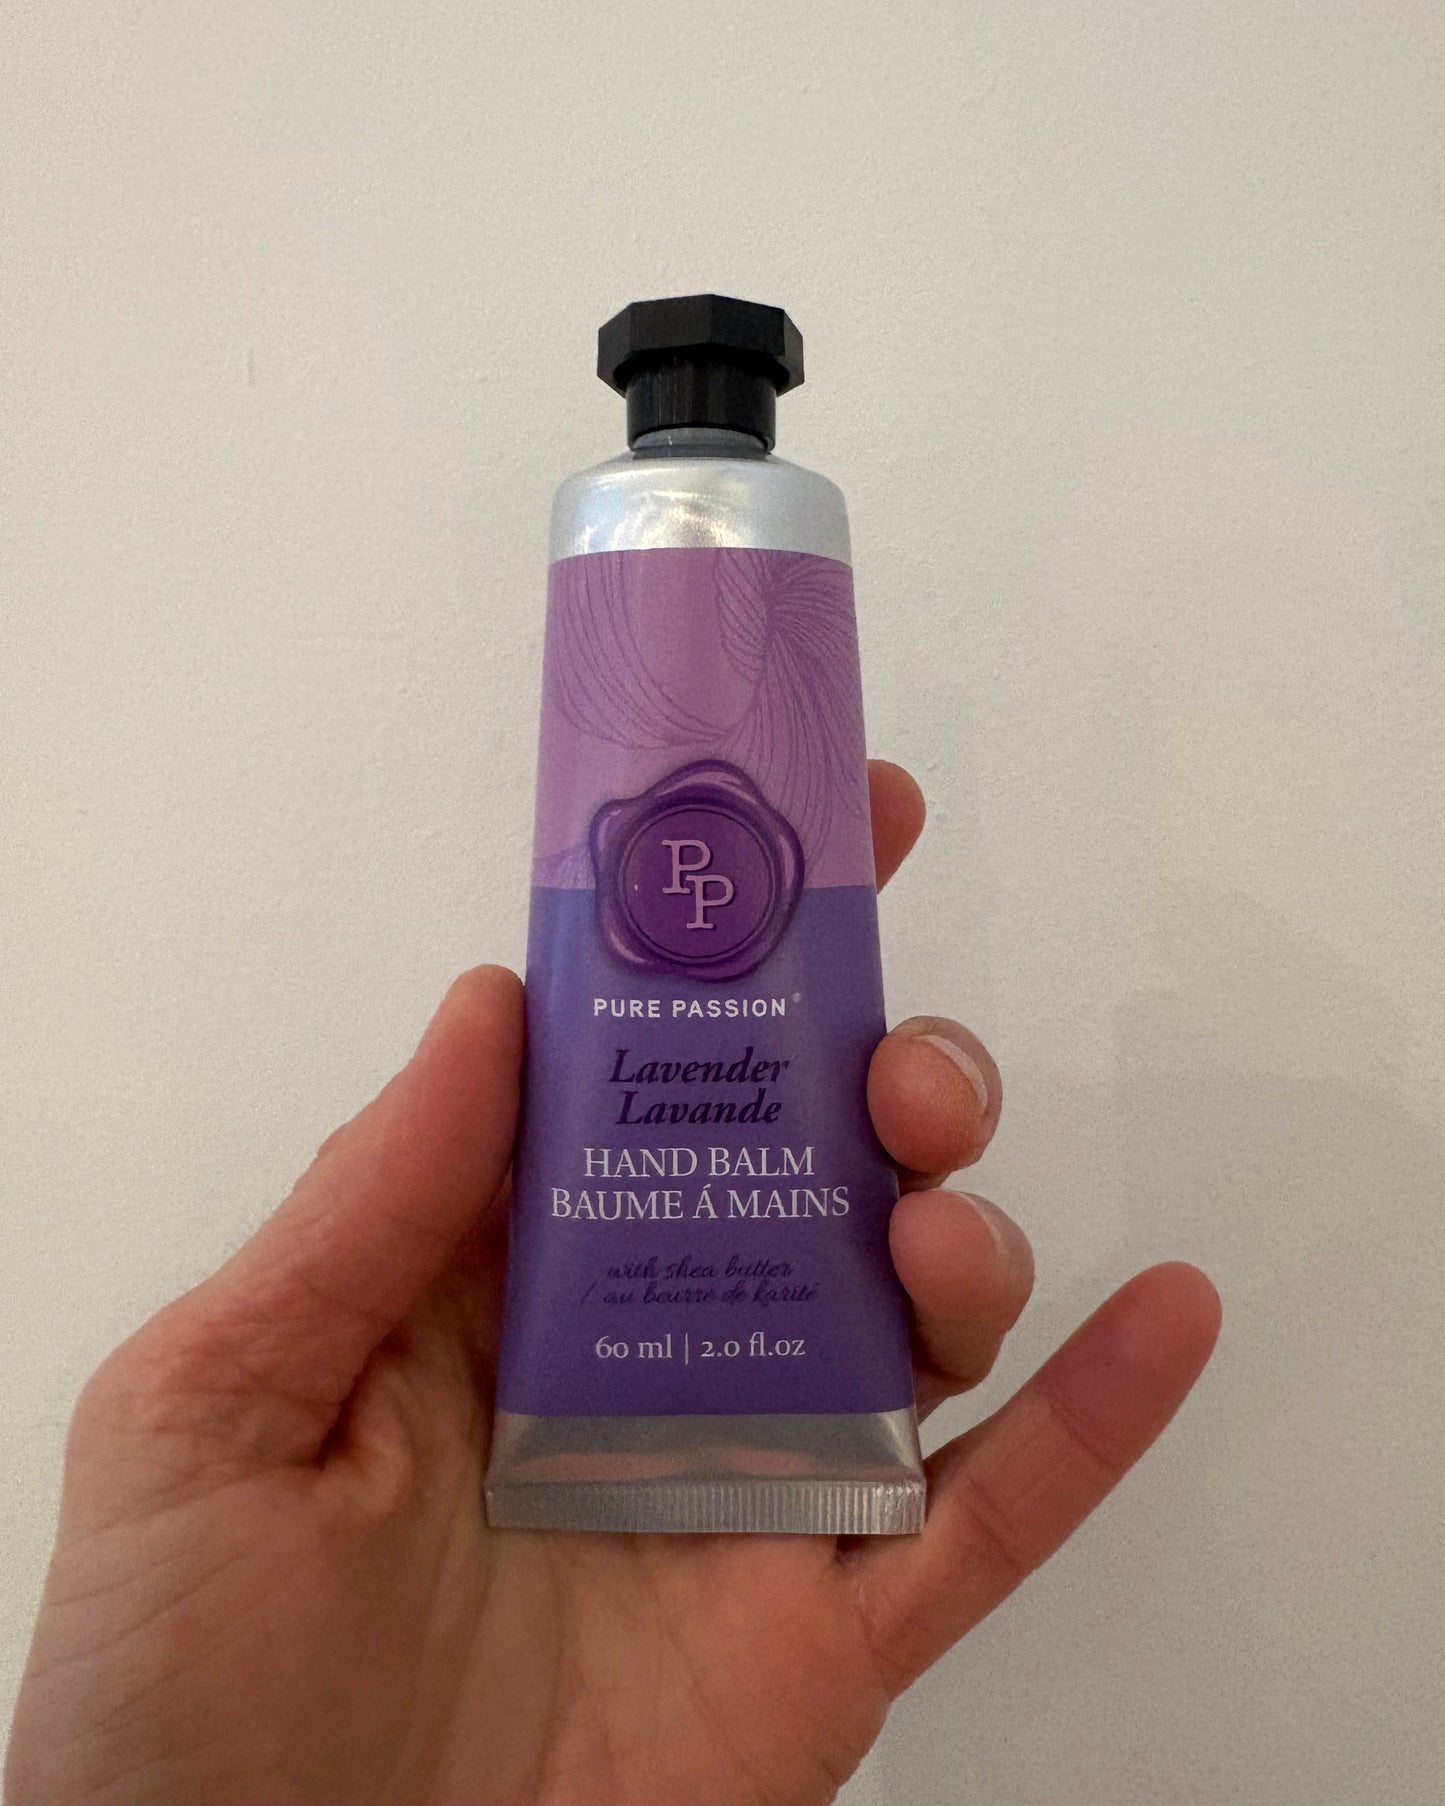 PP
PURE PASSION®
Lavender
Lavande
HAND BALM
BAUME Á MAINS
with shea butter
/ au beurre de karité
60 ml | 2.0 fl.oz